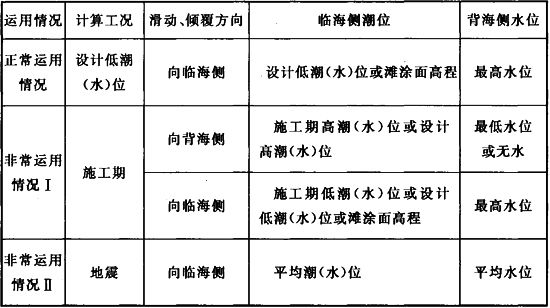 运用情况 计算工况 滑动、倾覆方向 临海侧潮位 背海侧水位
正常运用
情况
设计低潮
(水)位
向临海侧
设计低潮(水)位或滩涂面高程
最高水位
非常运用
情况Ⅰ
施工期
向背海侧
施工期高潮(水)位或设计
高潮(水)位
最低水位
或无水
向临海侧
施工期低潮(水)位或设计
低潮(水)位或滩涂面高程
最高水位
非常运用
情况Ⅱ
地震
向临海侧
平均潮(水)位
平均水位